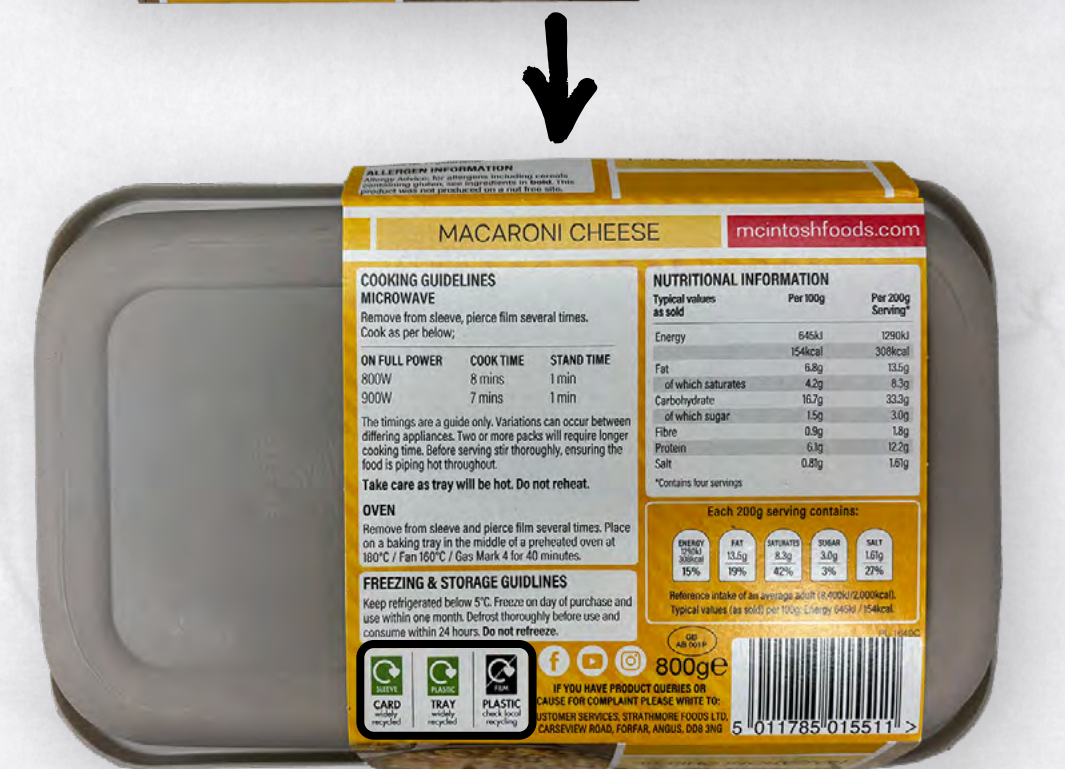 ALLERGEN INFORMATION
Allergy Advice: for allergens including cereals
containing gluten, see ingredients in bold. This
product was not produced on a nut free site.
MACARONI CHEESE
mcintoshfoods.com
COOKING GUIDELINES
MICROWAVE
Remove from sleeve, pierce film several times.
Cook as per below;
ON FULL POWER COOK TIME STAND TIME
800W 8 mins 1 min
900W 7 mins 1 min
The timings are a guide only. Variations can occur between
differing appliances. Two or more packs will require longer
cooking time. Before serving stir thoroughly, ensuring the
food is piping hot throughout.
Take care as tray will be hot. Do not reheat.
OVEN
Remove from sleeve and pierce film several times. Place
on a baking tray in the middle of a preheated oven at
180°C / Fan 160°C / Gas Mark 4 for 40 minutes.
FREEZING & STORAGE GUIDLINES
Keep refrigerated below 5°C. Freeze on day of purchase and
use within one month. Defrost thoroughly before use and
consume within 24 hours. Do not refreeze.
SLEEVE
CARD
widely
recycled
PLASTIC
TRAY
widely
recycled
FILM
PLASTIC
check local
recycling
NUTRITIONAL INFORMATION
Typical values Per 100g Per 200g
as sold Serving*
Energy 645kJ 1290kJ
154kcal 308kcal
Fat 6.8g 13.5g
of which saturates 4.2g 8.3g
Carbohydrate 16.7g 33.3g
of which sugar 1.5g 3.0g
Fibre 0.9g 1.8g
Protein 6.1g 12.2g
Salt 0.81g 1.61g
*Contains four servings
Each 200g serving contains:
ENERGY 1290kJ 308kcal 15%
FAT 13.5g 19%
SATURATES 8.3g 42%
SUGAR 3.0g 3%
SALT 1.61g 27%
Reference intake of an average adult (8,400kJ/2,000kcal).
Typical values (as sold) per 100g: Energy 645kJ / 154kcal.
GB
AB 001P
800g e
PL-1640C
IF YOU HAVE PRODUCT QUERIES OR
CAUSE FOR COMPLAINT PLEASE WRITE TO:
USTOMER SERVICES, STRATHMORE FOODS LTD,
CARSEVIEW ROAD, FORFAR, ANGUS, DD8 3NG
5 011785 015511 >